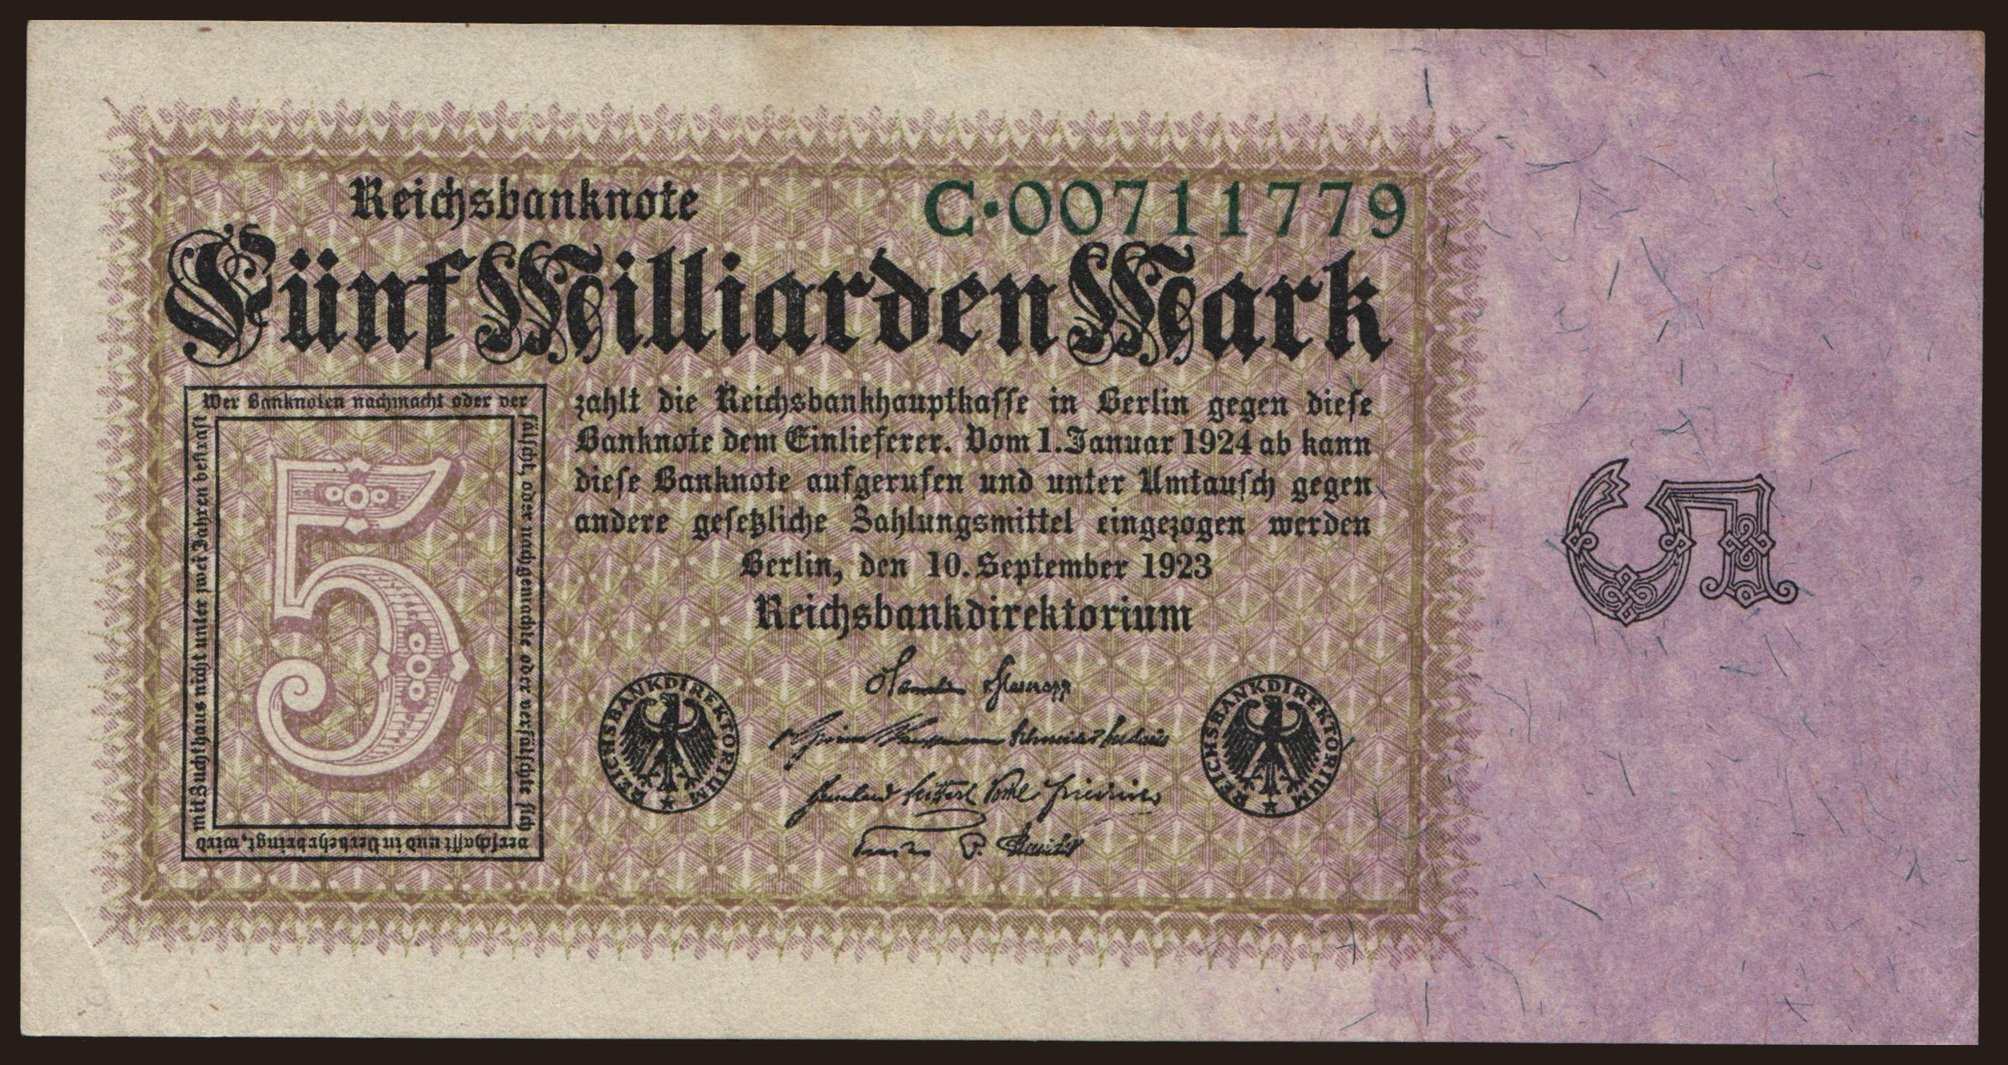 Reichsbanknote
C·00711779
Fünf Milliarden Mark
zahlt die Reichsbankhauptkasse in Berlin gegen diese
Banknote dem Einlieferer. Vom 1. Januar 1924 ab kann
diese Banknote aufgerufen und unter Umtausch gegen
andere gesetzliche Zahlungsmittel eingezogen werden
Berlin, den 10. September 1923
Reichsbankdirektorium
Wer Banknoten nachmacht oder ver
fälscht, oder nachgemachte oder verfälschte sich
verschafft und in Verkehr bringt, wird
mit Zuchthaus nicht unter zwei Jahren bestraft
5
REICHSBANKDIREKTORIUM
REICHSBANKDIREKTORIUM
5